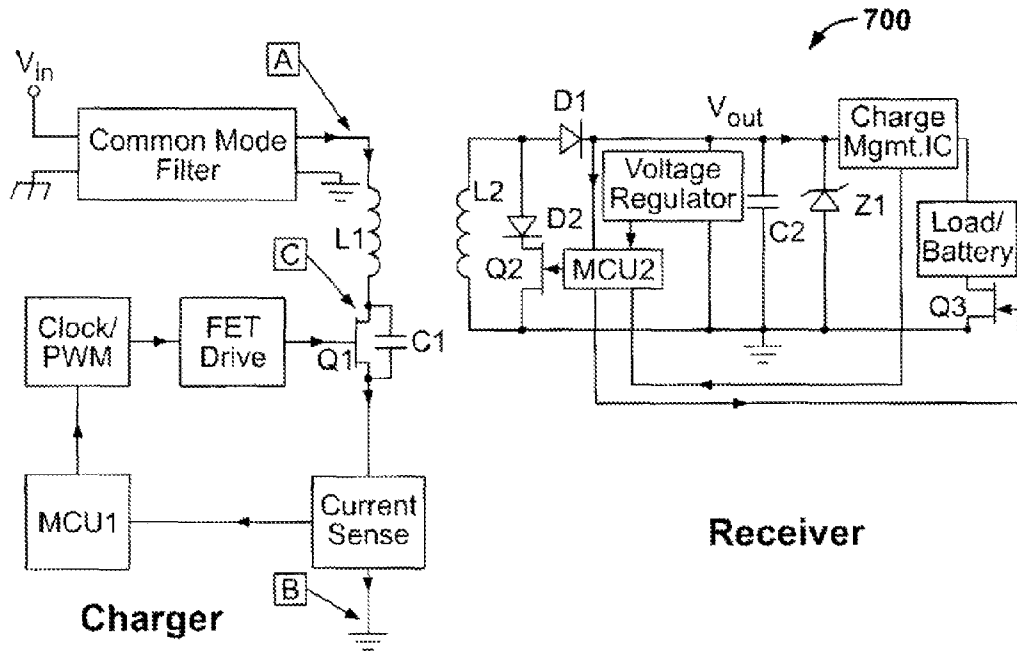 700
A
Vin
Common Mode
Filter
L1
C
Clock/
PWM
FET
Drive
Q1
C1
MCU1
Current
Sense
B
Charger
D1
Vout
Charge
Mgmt.IC
L2
Voltage
Regulator
D2
C2
Z1
Load/
Battery
Q2
MCU2
Q3
Receiver